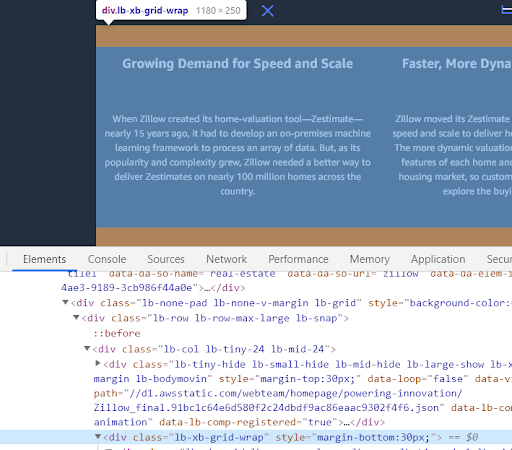 div.lb-xb-grid-wrap 1180 × 250
Growing Demand for Speed and Scale
When Zillow created its home-valuation tool—Zestimate—
nearly 15 years ago, it had to develop an on-premises machine
learning framework to process an array of data. But, as its
popularity and complexity grew, Zillow needed a better way to
deliver Zestimates on nearly 100 million homes across the
country.
Faster, More Dyna
Zillow moved its Zestimate
speed and scale to deliver h
The more dynamic valuatio
features of each home an
housing market, so custom
explore the buyi
Elements Console Sources Network Performance Memory Application Secur
tile1" data-da-so-name="real-estate" data-da-so-url="zillow" data-da-elem-i
4ae3-9189-3cb986f44a0e">…</div>
▼<div class="lb-none-pad lb-none-v-margin lb-grid" style="background-color:
▼<div class="lb-row lb-row-max-large lb-snap">
::before
▼<div class="lb-col lb-tiny-24 lb-mid-24">
▶<div class="lb-tiny-hide lb-small-hide lb-mid-hide lb-large-show lb-x
margin lb-bodymovin" style="margin-top:30px;" data-loop="false" data-v
path="//d1.awsstatic.com/webteam/homepage/powering-innovation/
Zillow_final.91bc1c64e6d580f2c24dbdf9ac86eaac9302f4f6.json" data-lb-co
animation" data-lb-comp-registered="true">…</div>
▼<div class="lb-xb-grid-wrap" style="margin-bottom:30px;"> == $0